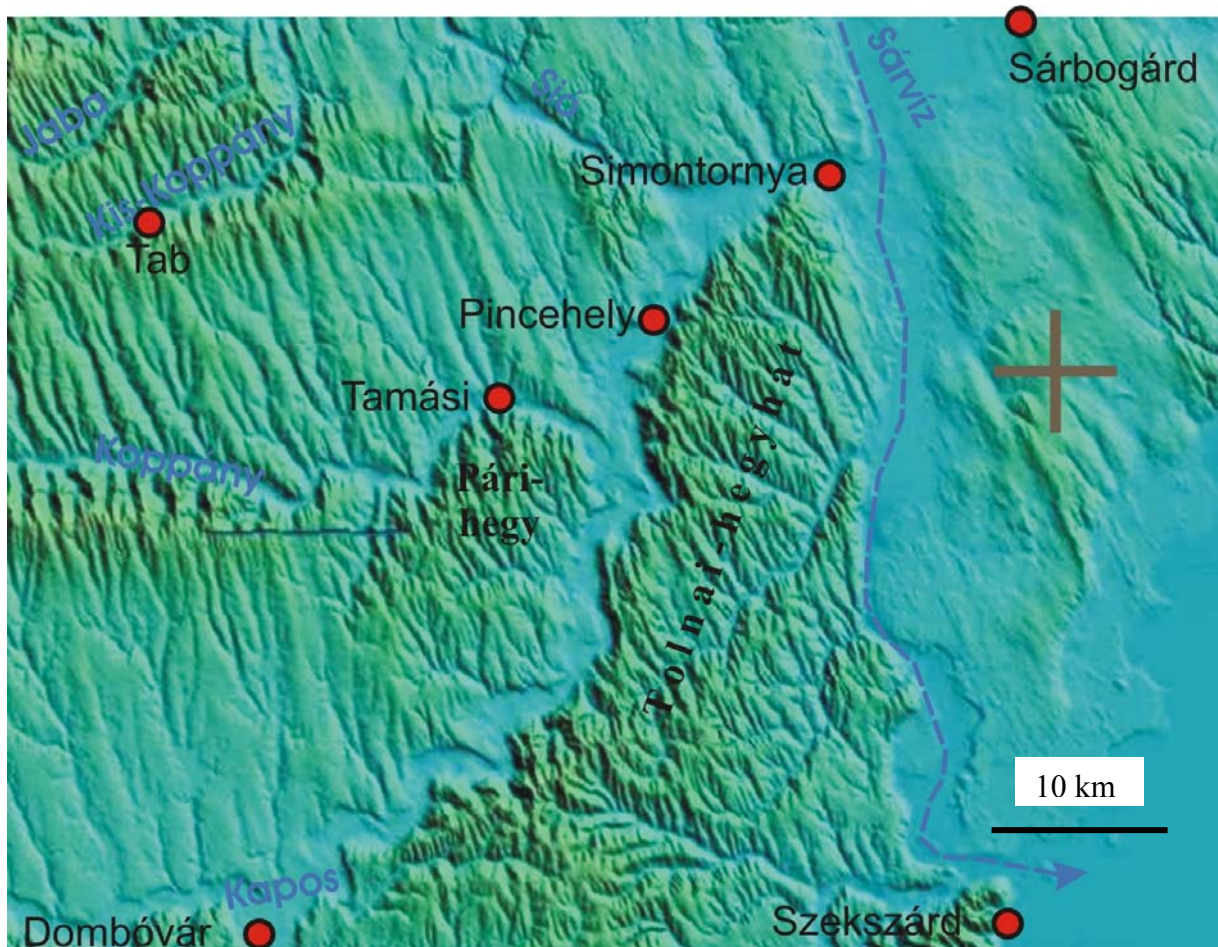 Sárbogárd
Sárvíz
Sió
Jaba
Kis-Koppány
Simontornya
Tab
Pincehely
Tamási
Koppány
Pári-
hegy
Tolnai-hegyhát
10 km
Kapos
Dombóvár
Szekszárd